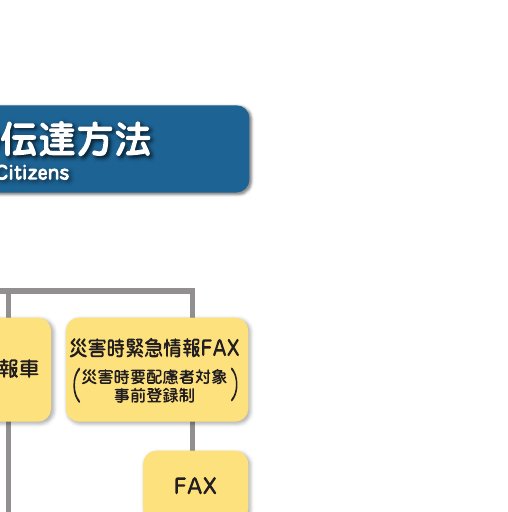 伝達方法
Citizens
報車
災害時緊急情報FAX
(災害時要配慮者対象
事前登録制)
FAX